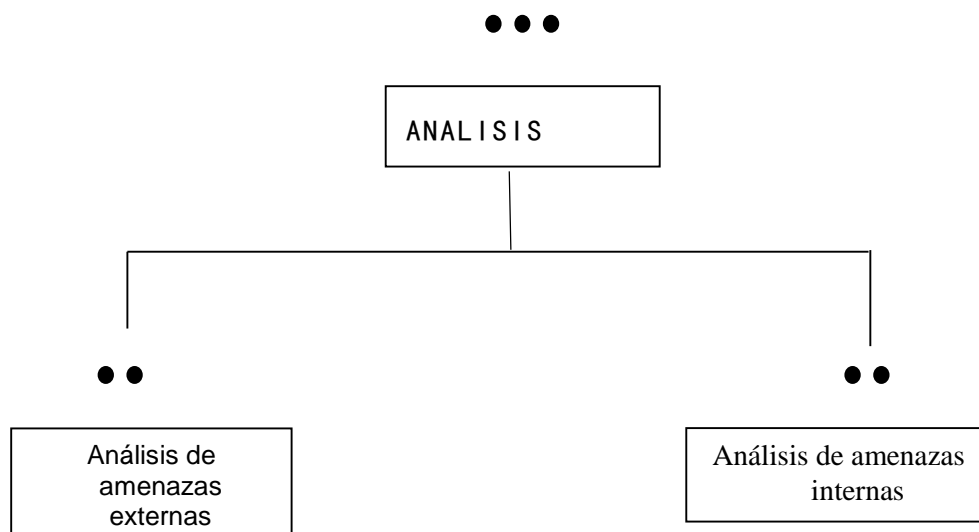 ANALISIS
Análisis de
amenazas
externas
Análisis de amenazas
internas